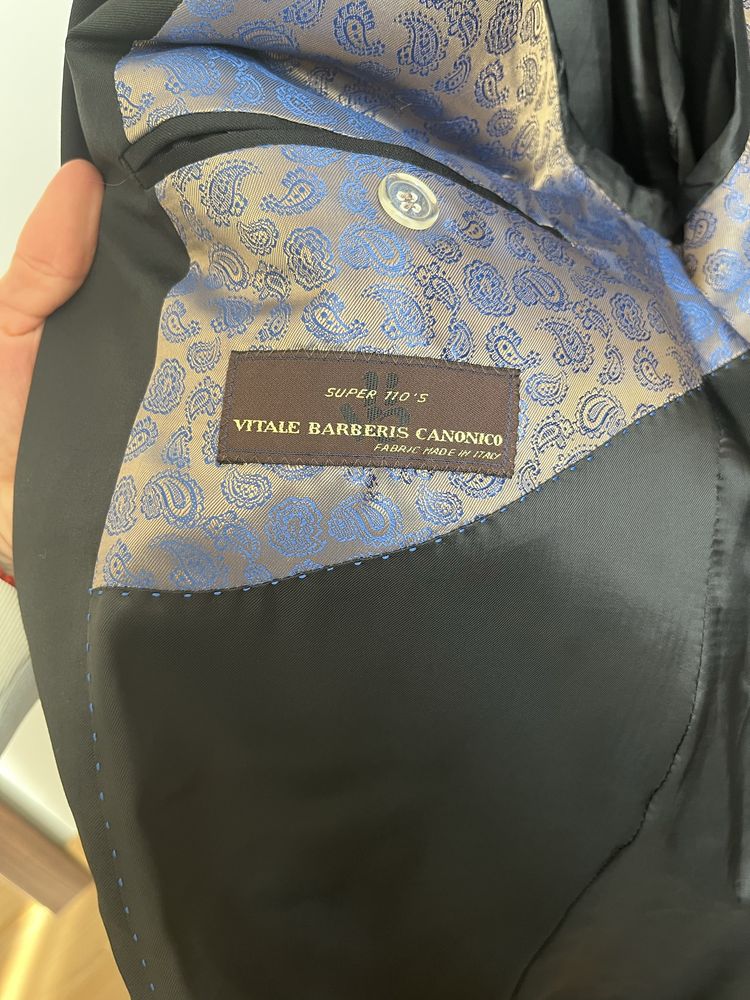 SUPER 110'S
VITALE BARBERIS CANONICO
FABRIC MADE IN ITALY